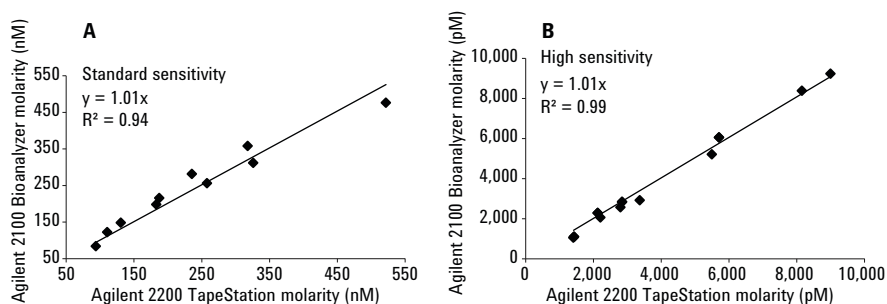 A
Agilent 2100 Bioanalyzer molarity (nM)
550
450
350
250
150
50
Standard sensitivity
y = 1.01x
R² = 0.94
50 150 250 350 450 550
Agilent 2200 TapeStation molarity (nM)
B
Agilent 2100 Bioanalyzer molarity (pM)
10,000
8,000
6,000
4,000
2,000
0
High sensitivity
y = 1.01x
R² = 0.99
0 2,000 4,000 6,000 8,000 10,000
Agilent 2200 TapeStation molarity (pM)